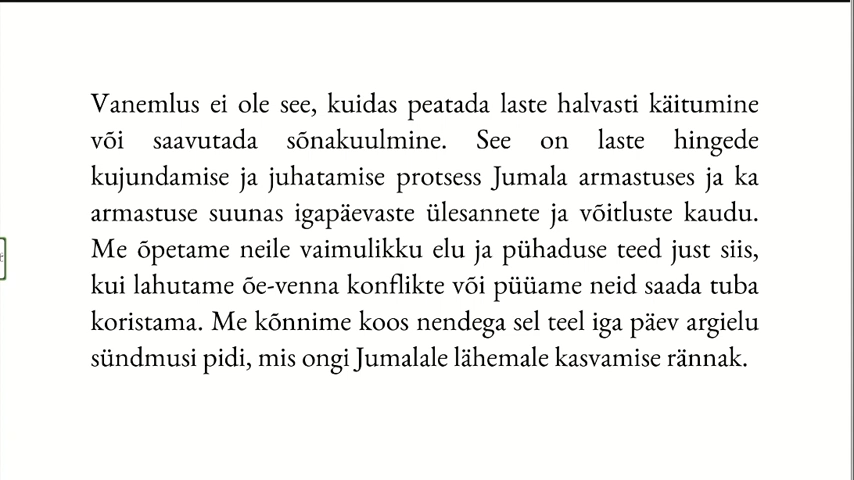 Vanemlus ei ole see, kuidas peatada laste halvasti käitumine
või saavutada sõnakuulmine. See on laste hingede
kujundamise ja juhatamise protsess Jumala armastuses ja ka
armastuse suunas igapäevaste ülesannete ja võitluste kaudu.
Me õpetame neile vaimulikku elu ja pühaduse teed just siis,
kui lahutame õe-venna konflikte või püüame neid saada tuba
koristama. Me kõnnime koos nendega sel teel iga päev argielu
sündmusi pidi, mis ongi Jumalale lähemale kasvamise rännak.